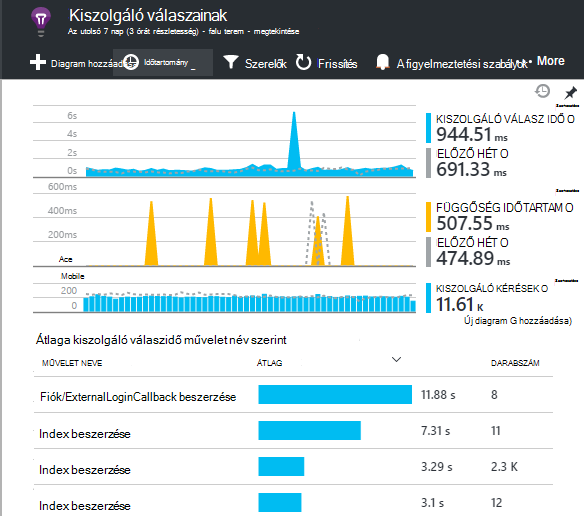 Kiszolgáló válaszainak
Az utolsó 7 nap (3 órát részletesség) - falu terem - megtekintése
Diagram hozzáadás Időtartomány _ Szerelők Frissítés A figyelmeztetési szabályok ··· More
6s
4s
2s
0s
KISZOLGÁLÓ VÁLASZ IDŐ O
944.51 ms
ELŐZŐ HÉT O
691.33 ms
600ms
400ms
200ms
Ace
FÜGGŐSÉG IDŐTARTAM O
507.55 ms
ELŐZŐ HÉT O
474.89 ms
Mobile
200
0
KISZOLGÁLÓ KÉRÉSEK O
11.61 K
Új diagram G hozzáadása)
Átlaga kiszolgáló válaszidő művelet név szerint
MŰVELET NEVE ÁTLAG DARABSZÁM
Fiók/ExternalLoginCallback beszerzése 11.88 s 8
Index beszerzése 7.31 s 11
Index beszerzése 3.29 s 2.3 K
Index beszerzése 3.1 s 12